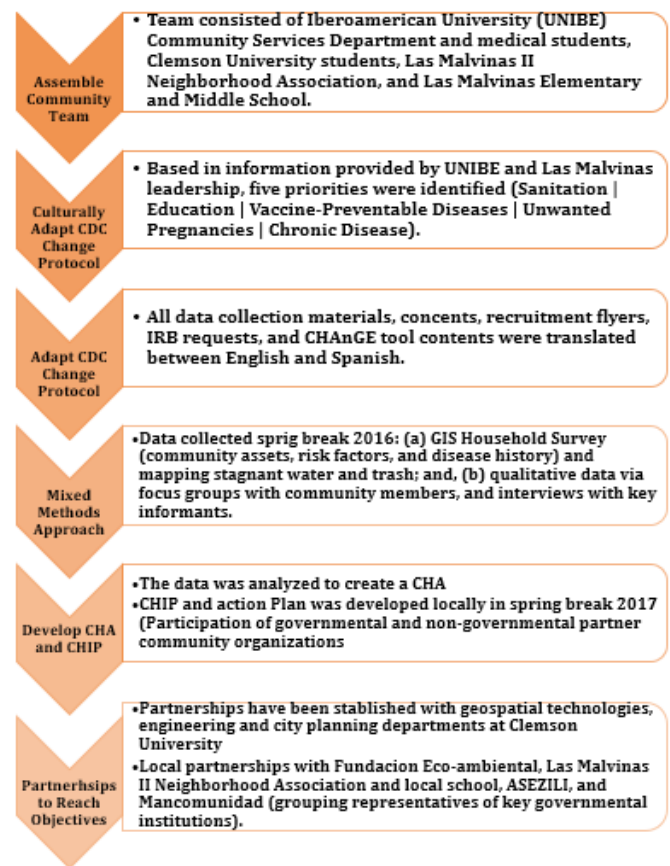 • Team consisted of Iberoamerican University (UNIBE)
Community Services Department and medical students,
Clemson University students, Las Malvinas II
Neighborhood Association, and Las Malvinas Elementary
and Middle School.
Assemble
Community
Team
• Based in information provided by UNIBE and Las Malvinas
leadership, five priorities were identified (Sanitation |
Education | Vaccine-Preventable Diseases | Unwanted
Pregnancies | Chronic Disease).
Culturally
Adapt CDC
Change
Protocol
• All data collection materials, concents, recruitment flyers,
IRB requests, and CHAnGE tool contents were translated
between English and Spanish.
Adapt CDC
Change
Protocol
•Data collected sprig break 2016: (a) GIS Household Survey
(community assets, risk factors, and disease history) and
mapping stagnant water and trash; and, (b) qualitative data via
focus groups with community members, and interviews with key
informants.
Mixed
Methods
Approach
•The data was analyzed to create a CHA
•CHIP and action Plan was developed locally in spring break 2017
(Participation of governmental and non-governmental partner
community organizations
Develop CHA
and CHIP
•Partnerships have been stablished with geospatial technologies,
engineering and city planning departments at Clemson
University
•Local partnerships with Fundacion Eco-ambiental, Las Malvinas
II Neighborhood Association and local school, ASEZILI, and
Mancomunidad (grouping representatives of key governmental
institutions).
Partnerhsips
to Reach
Objectives